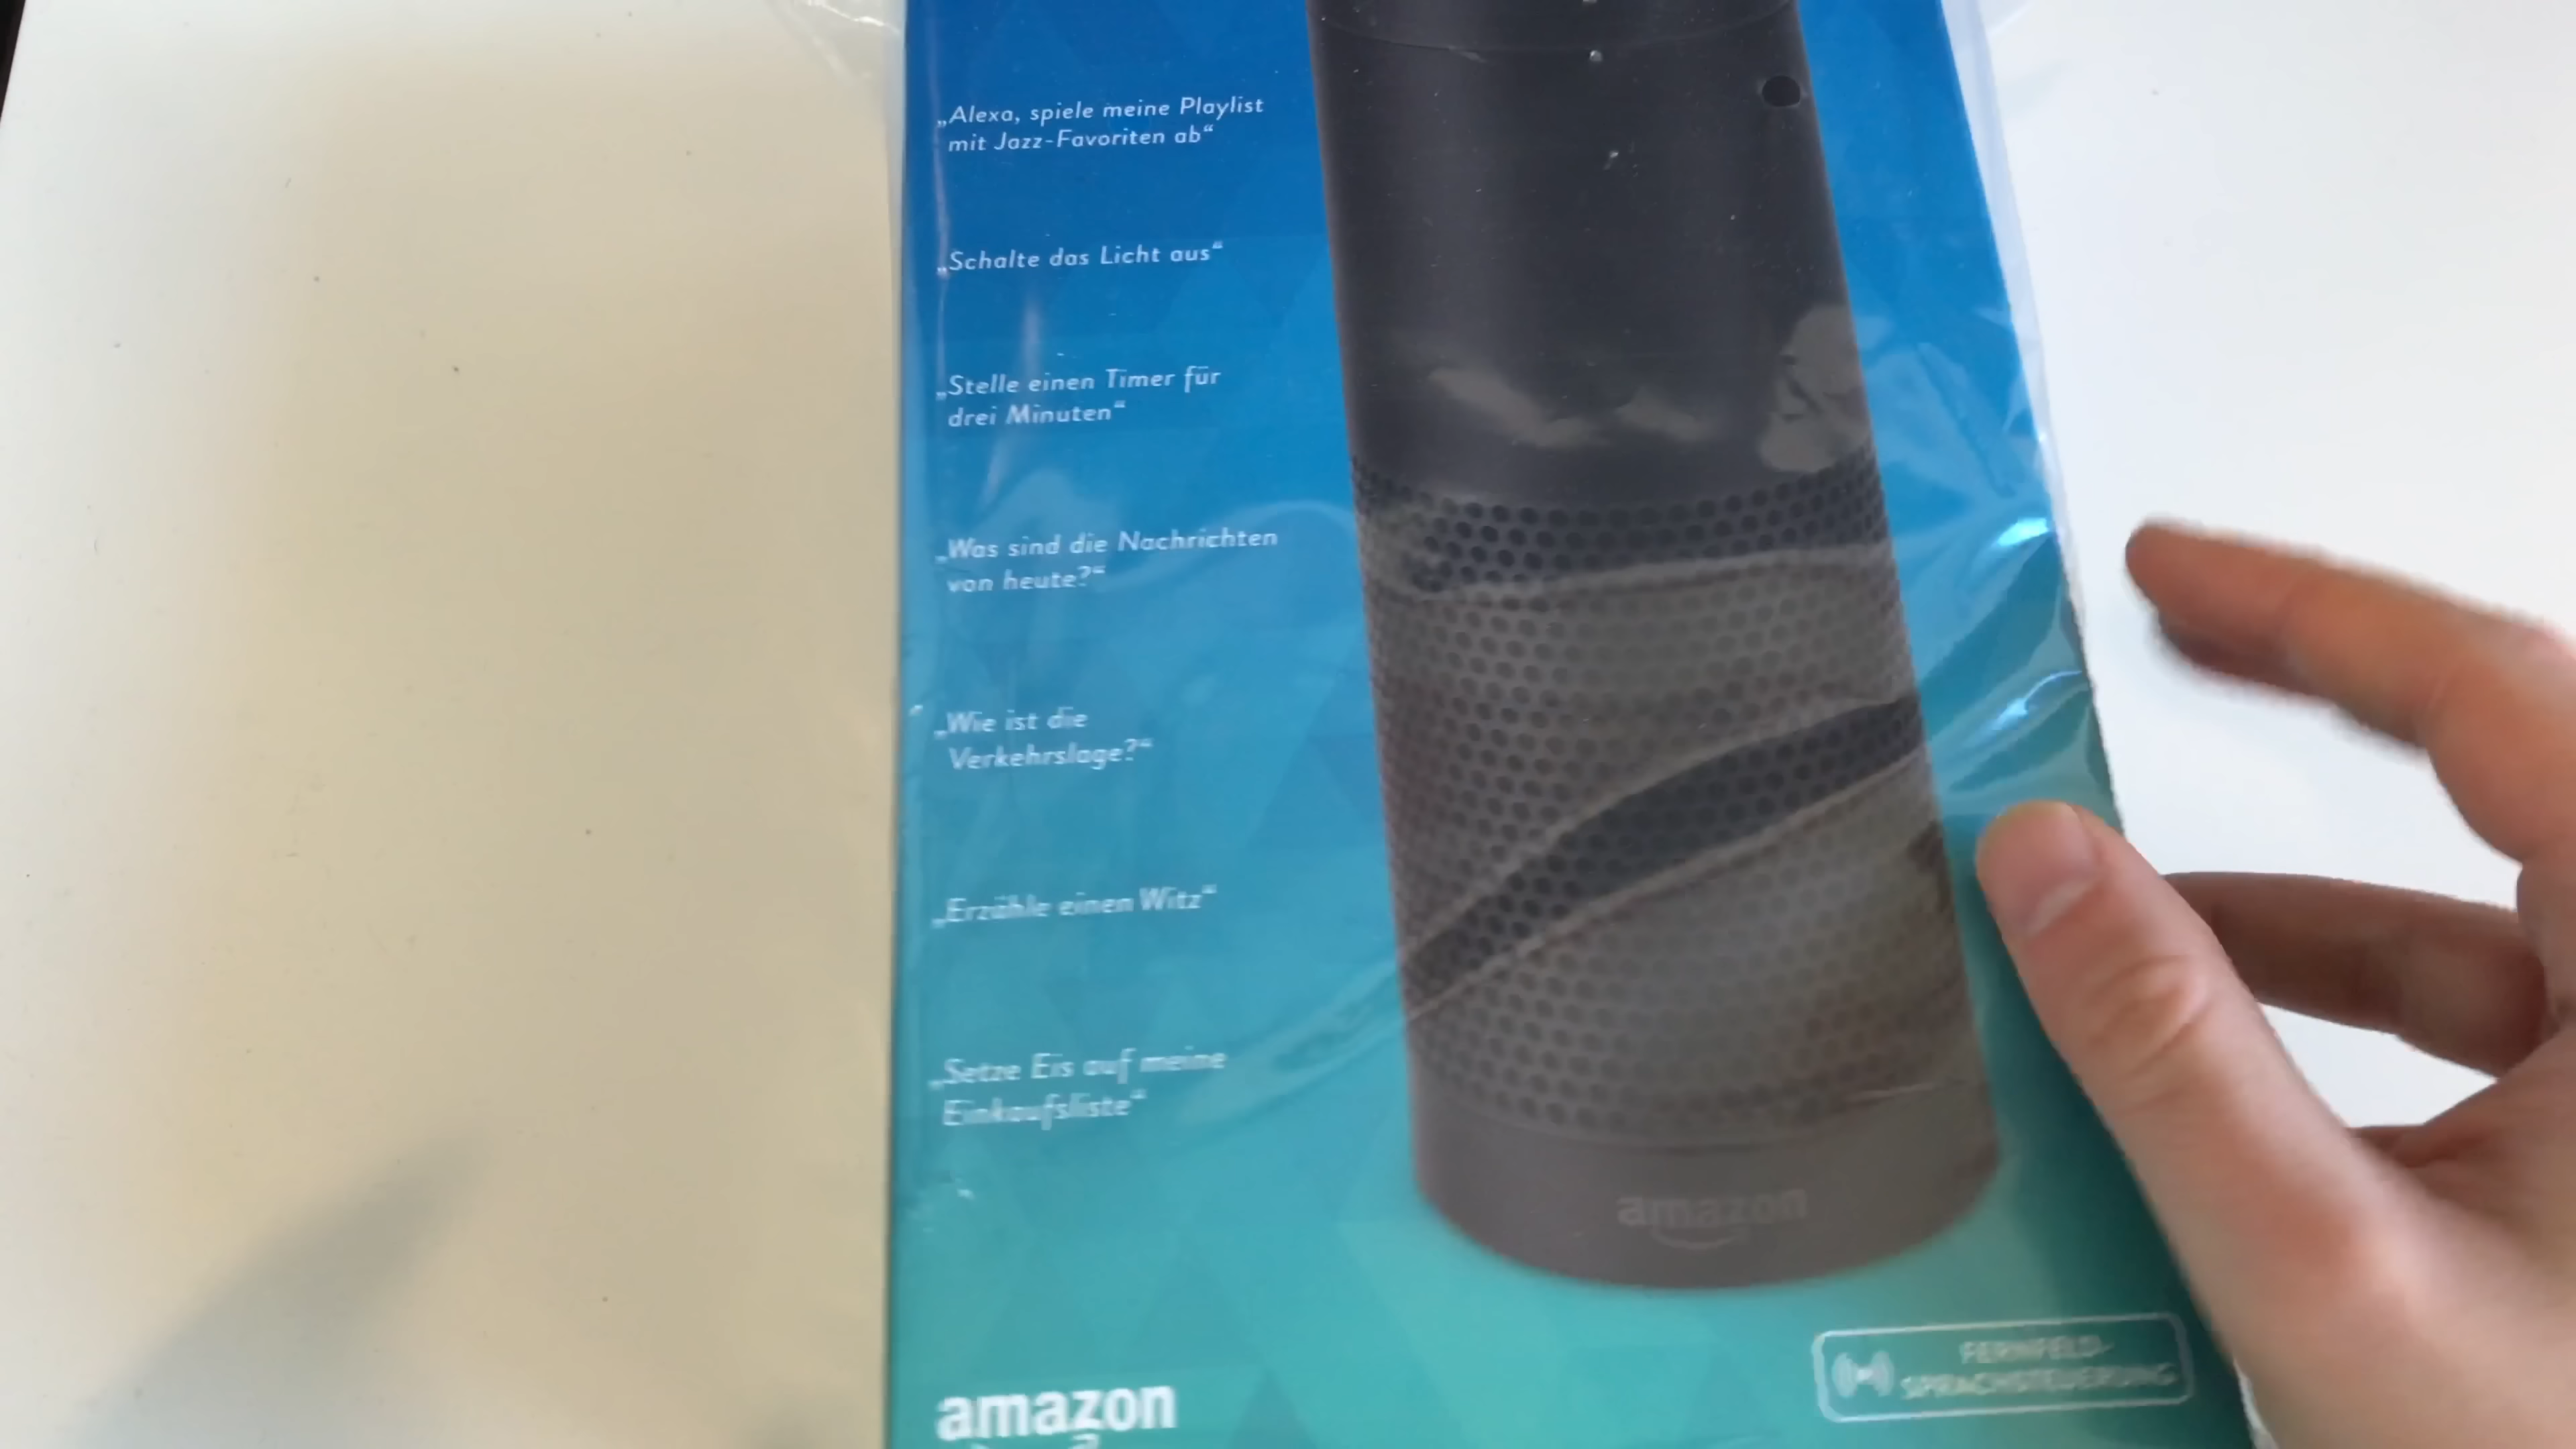 „Alexa, spiele meine Playlist
mit Jazz-Favoriten ab“
„Schalte das Licht aus“
„Stelle einen Timer für
drei Minuten“
„Was sind die Nachrichten
von heute?“
„Wie ist die
Verkehrslage?“
„Erzähle einen Witz“
„Setze Eis auf meine
Einkaufsliste“
amazon
amazon
FERNFELD-
SPRACHSTEUERUNG